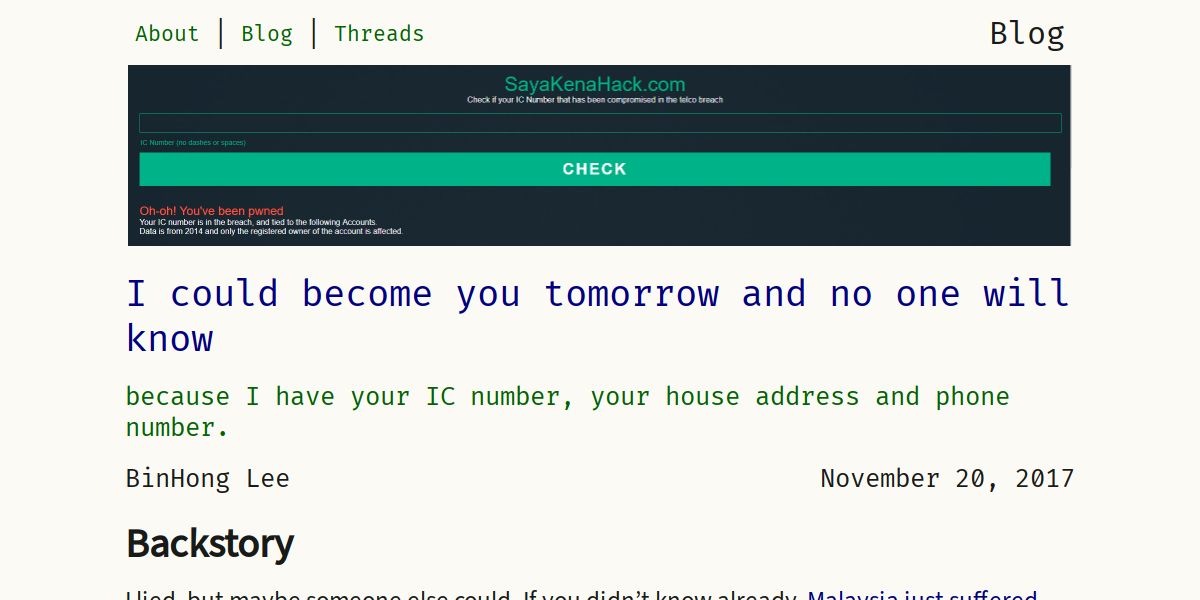 About | Blog | Threads
Blog
SayaKenaHack.com
Check if your IC Number that has been compromised in the telco breach
IC Number (no dashes or spaces)
CHECK
Oh-oh! You've been pwned
Your IC number is in the breach, and tied to the following Accounts.
Data is from 2014 and only the registered owner of the account is affected.
I could become you tomorrow and no one will
know
because I have your IC number, your house address and phone
number.
BinHong Lee
November 20, 2017
Backstory
I lied, but maybe someone else could. If you didn't know already, Malaysia just suffered